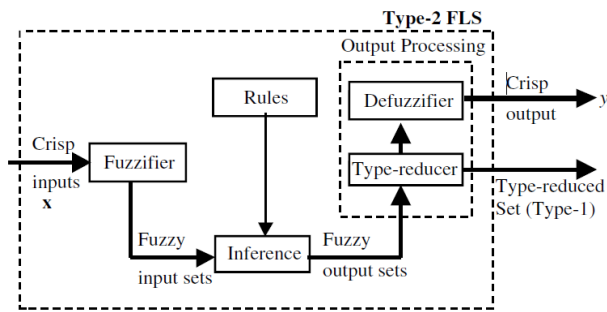 Type-2 FLS
Output Processing
Crisp
output
y
Rules
Defuzzifier
Crisp
inputs
x
Fuzzifier
Type-reducer
Type-reduced
Set (Type-1)
Fuzzy
input sets
Inference
Fuzzy
output sets